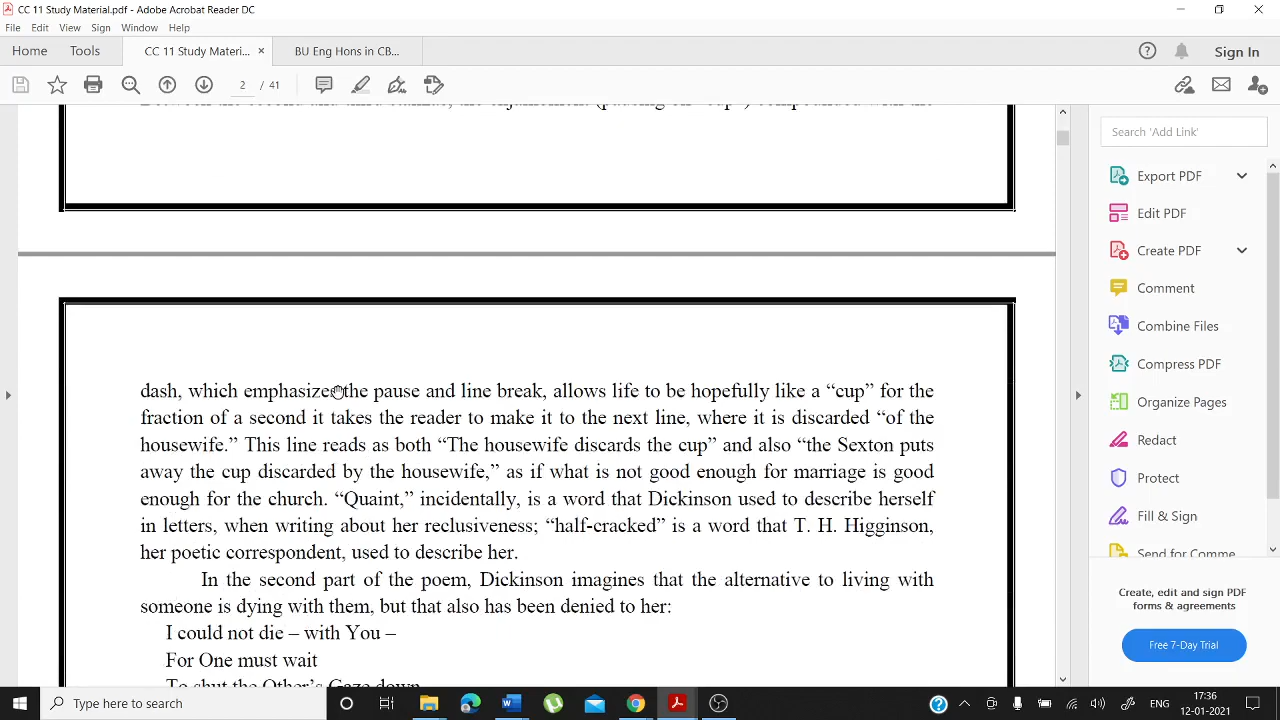 CC 11 Study Material.pdf - Adobe Acrobat Reader DC
File Edit View Sign Window Help
Home Tools CC 11 Study Materi... × BU Eng Hons in CB... Sign In
2 / 41
dash, which emphasizes the pause and line break, allows life to be hopefully like a “cup” for the
fraction of a second it takes the reader to make it to the next line, where it is discarded “of the
housewife.” This line reads as both “The housewife discards the cup” and also “the Sexton puts
away the cup discarded by the housewife,” as if what is not good enough for marriage is good
enough for the church. “Quaint,” incidentally, is a word that Dickinson used to describe herself
in letters, when writing about her reclusiveness; “half-cracked” is a word that T. H. Higginson,
her poetic correspondent, used to describe her.
In the second part of the poem, Dickinson imagines that the alternative to living with
someone is dying with them, but that also has been denied to her:
I could not die – with You –
For One must wait
To shut the Other’s Gaze down
Search 'Add Link'
Export PDF
Edit PDF
Create PDF
Comment
Combine Files
Compress PDF
Organize Pages
Redact
Protect
Fill & Sign
Send for Comme
Create, edit and sign PDF
forms & agreements
Free 7-Day Trial
Type here to search
ENG
17:36
12-01-2021